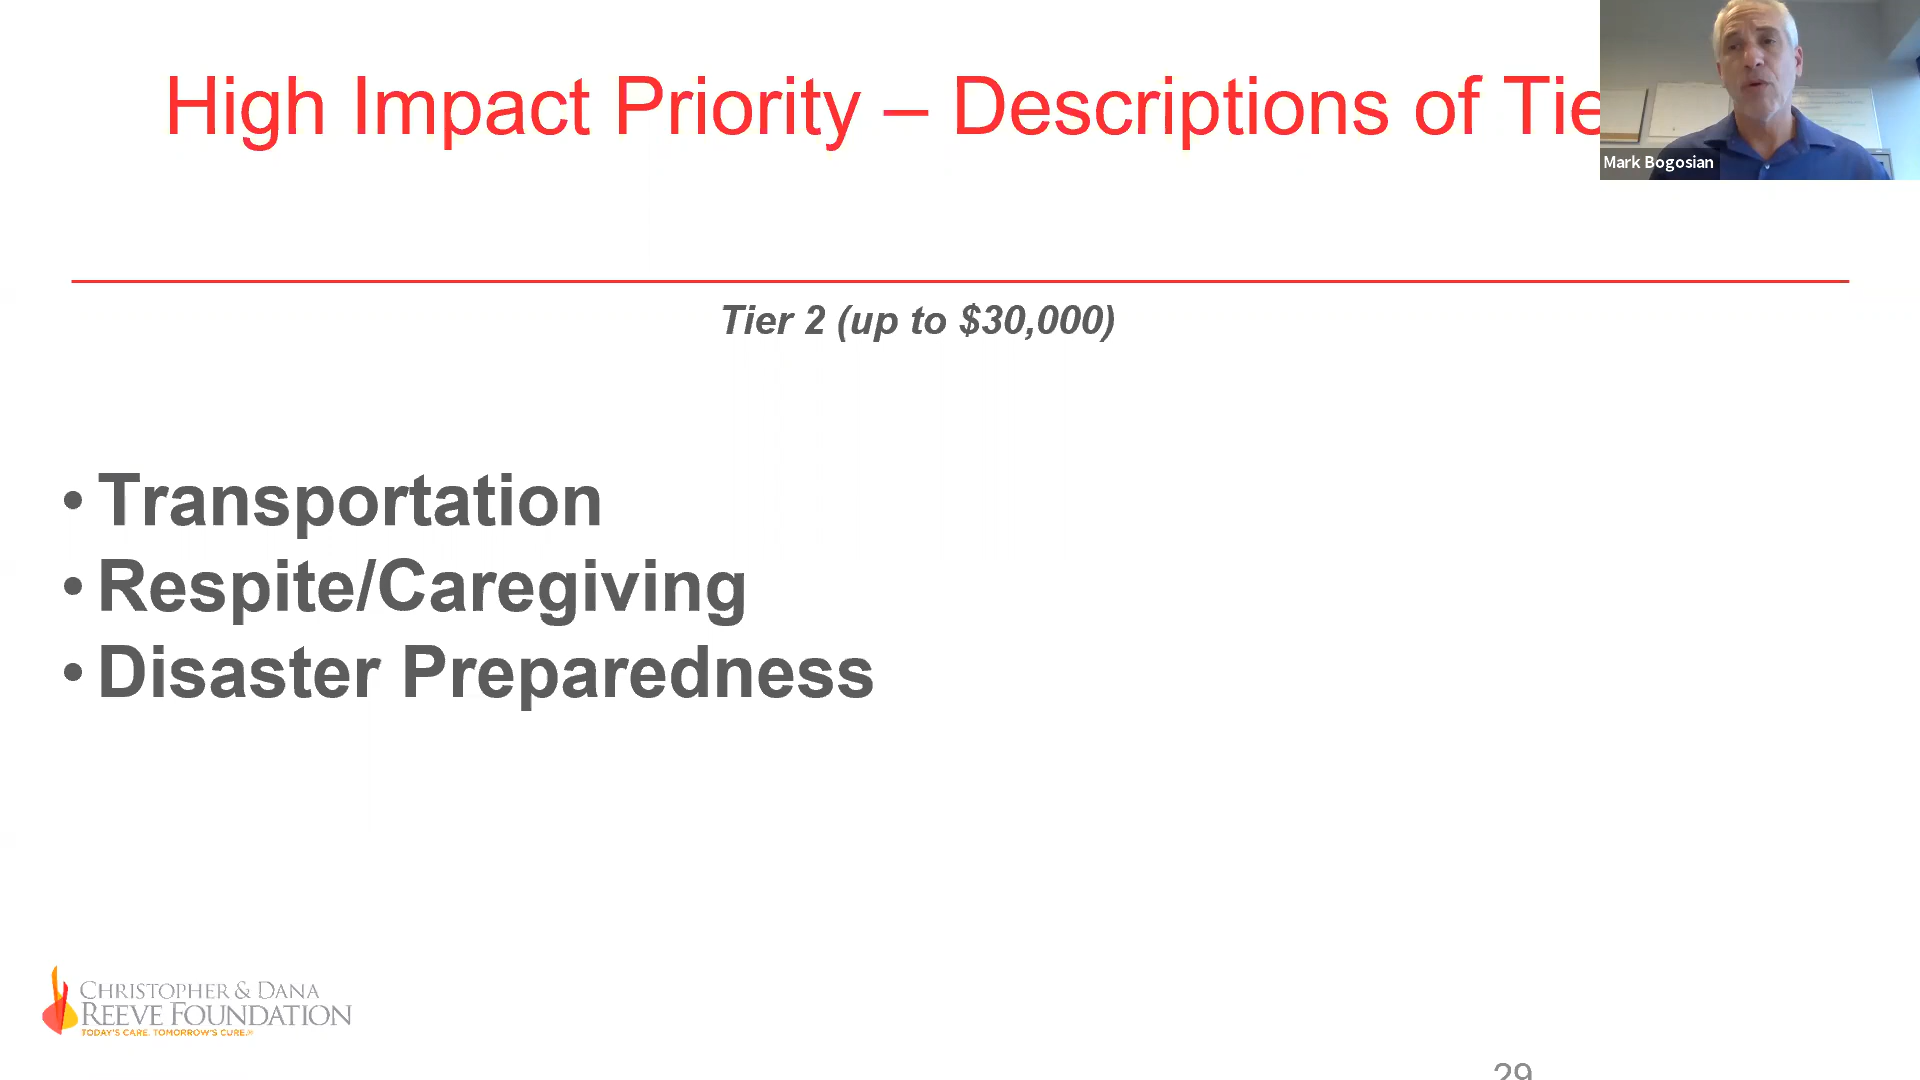 High Impact Priority – Descriptions of Tie
Mark Bogosian
Tier 2 (up to $30,000)
• Transportation
• Respite/Caregiving
• Disaster Preparedness
CHRISTOPHER & DANA
REEVE FOUNDATION
TODAY'S CARE. TOMORROW'S CURE.®
29